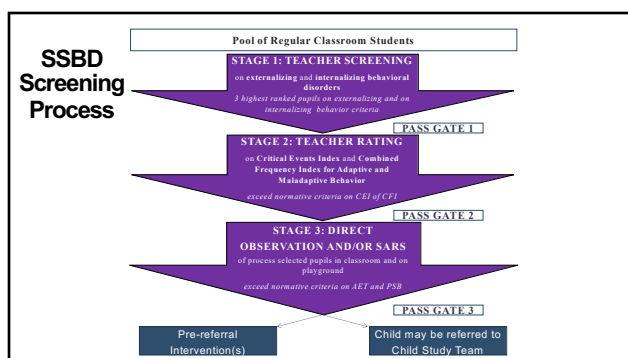 SSBD
Screening
Process
Pool of Regular Classroom Students
STAGE 1: TEACHER SCREENING
on externalizing and internalizing behavioral
disorders
3 highest ranked pupils on externalizing and on
internalizing behavior criteria
PASS GATE 1
STAGE 2: TEACHER RATING
on Critical Events Index and Combined
Frequency Index for Adaptive and
Maladaptive Behavior
exceed normative criteria on CEI of CFI
PASS GATE 2
STAGE 3: DIRECT
OBSERVATION AND/OR SARS
of process selected pupils in classroom and on
playground
exceed normative criteria on AET and PSB
PASS GATE 3
Pre-referral
Intervention(s)
Child may be referred to
Child Study Team